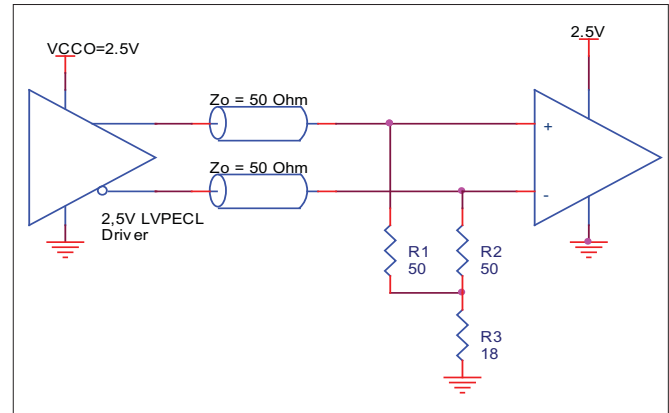 VCCO=2.5V
2.5V
Zo = 50 Ohm
+
Zo = 50 Ohm
-
2,5V LVPECL
Driver
R1
50
R2
50
R3
18